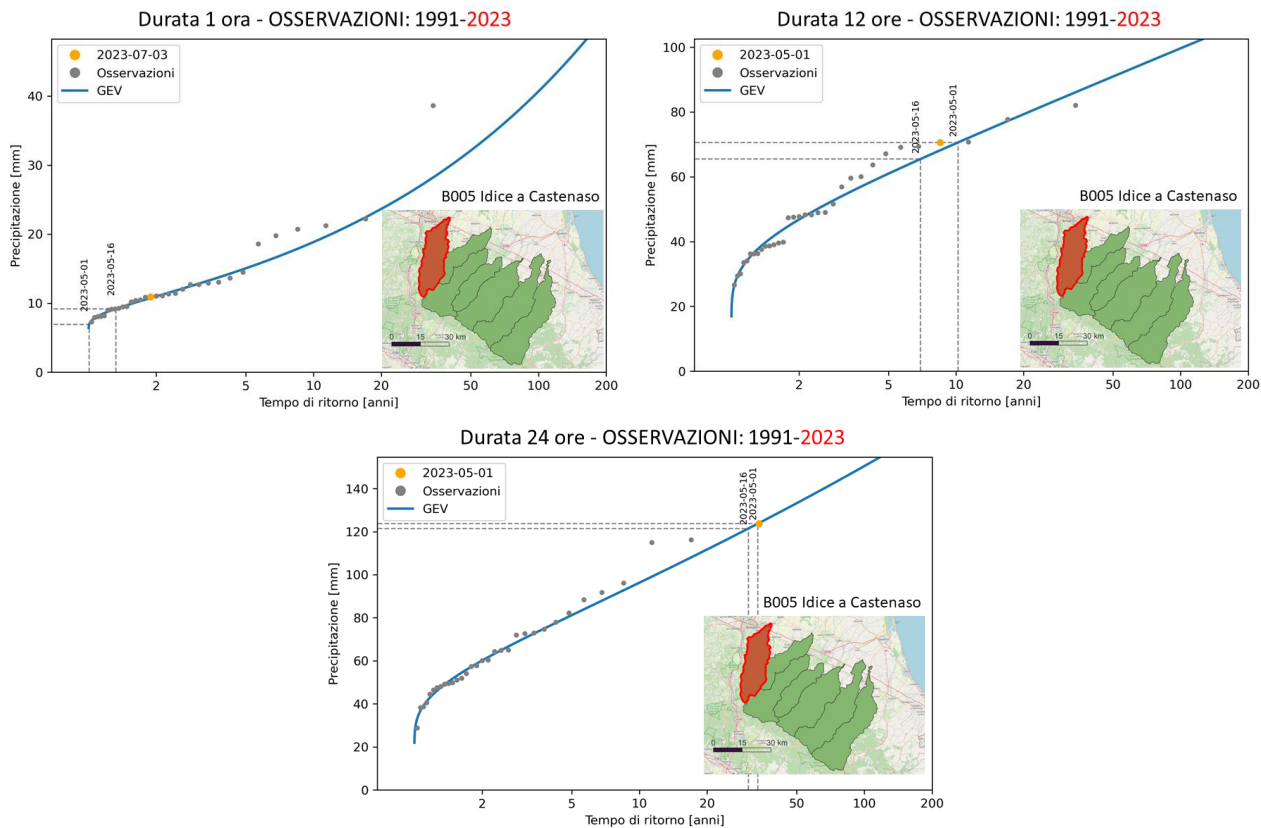 Durata 1 ora - OSSERVAZIONI: 1991-2023
2023-07-03
Osservazioni
GEV
Precipitazione [mm]
40
30
20
10
0
2023-05-01
2023-05-16
B005 Idice a Castenaso
0 15 30 km
2 5 10 20 50 100 200
Tempo di ritorno [anni]
Durata 12 ore - OSSERVAZIONI: 1991-2023
2023-05-01
Osservazioni
GEV
Precipitazione [mm]
100
80
60
40
20
0
2023-05-16
2023-05-01
B005 Idice a Castenaso
0 15 30 km
2 5 10 20 50 100 200
Tempo di ritorno [anni]
Durata 24 ore - OSSERVAZIONI: 1991-2023
2023-05-01
Osservazioni
GEV
Precipitazione [mm]
140
120
100
80
60
40
20
0
2023-05-16
2023-05-01
B005 Idice a Castenaso
0 15 30 km
2 5 10 20 50 100 200
Tempo di ritorno [anni]